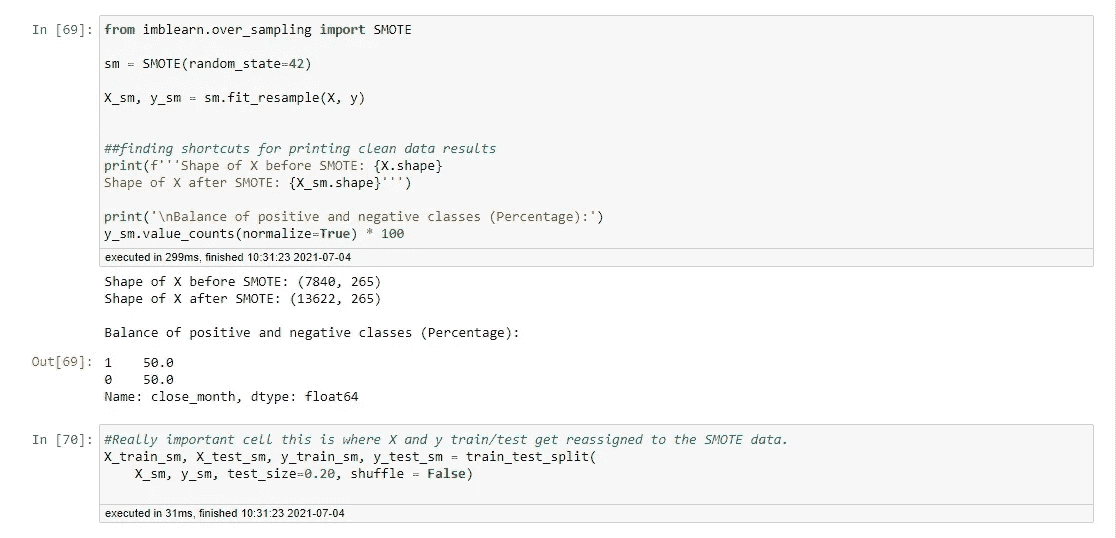 In [69]: from imblearn.over_sampling import SMOTE
sm = SMOTE(random_state=42)
X_sm, y_sm = sm.fit_resample(X, y)
##finding shortcuts for printing clean data results
print(f'''Shape of X before SMOTE: {X.shape}
Shape of X after SMOTE: {X_sm.shape}''')
print('\nBalance of positive and negative classes (Percentage):')
y_sm.value_counts(normalize=True) * 100
executed in 299ms, finished 10:31:23 2021-07-04
Shape of X before SMOTE: (7840, 265)
Shape of X after SMOTE: (13622, 265)
Balance of positive and negative classes (Percentage):
Out[69]: 1    50.0
0    50.0
Name: close_month, dtype: float64
In [70]: #Really important cell this is where X and y train/test get reassigned to the SMOTE data.
X_train_sm, X_test_sm, y_train_sm, y_test_sm = train_test_split(
X_sm, y_sm, test_size=0.20, shuffle = False)
executed in 31ms, finished 10:31:23 2021-07-04